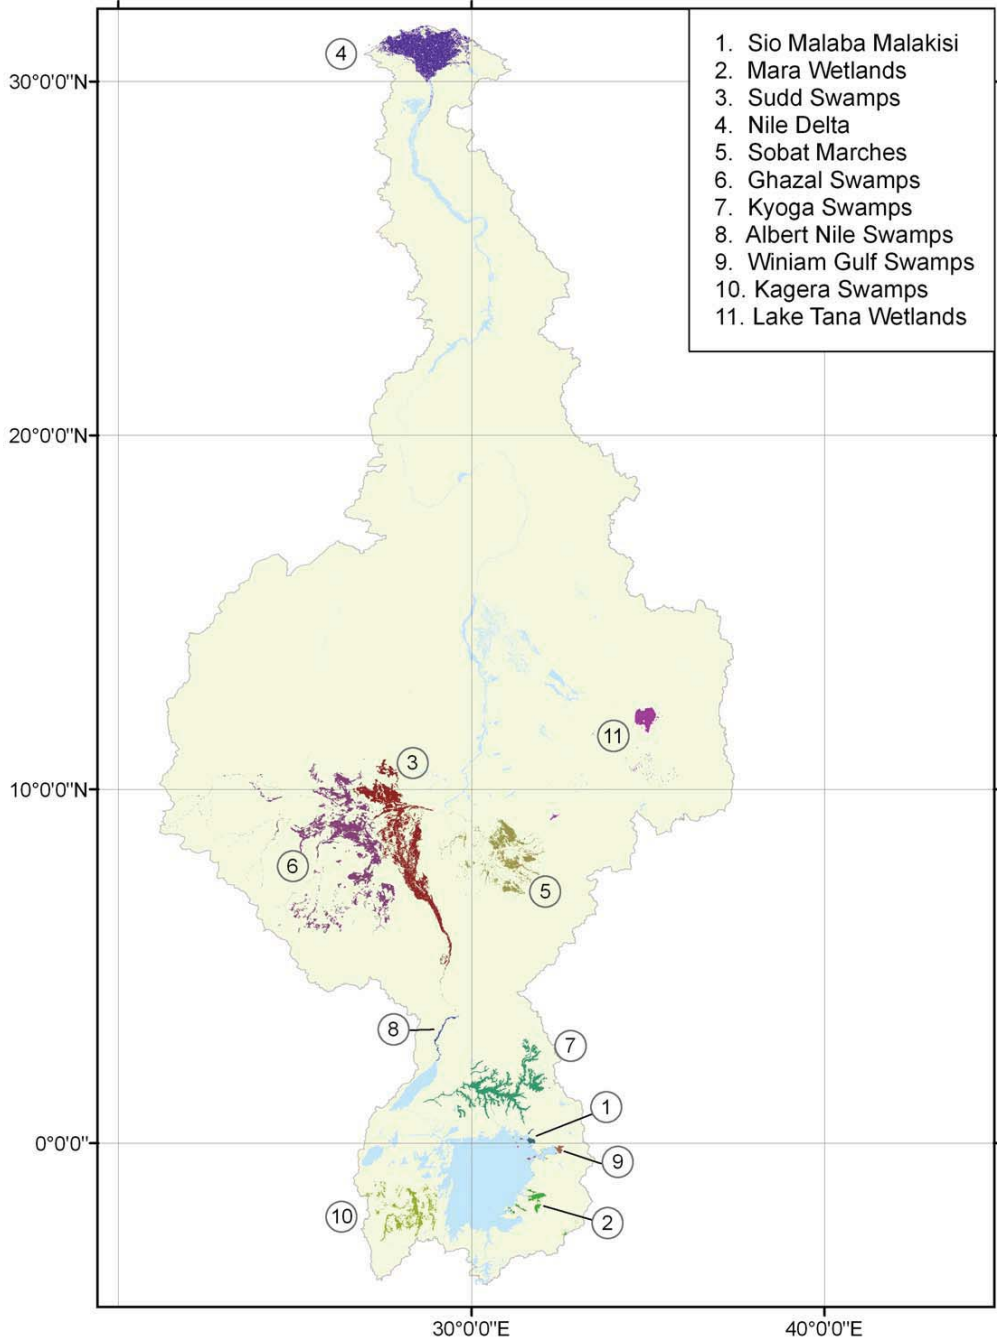 1. Sio Malaba Malakisi
2. Mara Wetlands
3. Sudd Swamps
4. Nile Delta
5. Sobat Marches
6. Ghazal Swamps
7. Kyoga Swamps
8. Albert Nile Swamps
9. Winiam Gulf Swamps
10. Kagera Swamps
11. Lake Tana Wetlands
4
30°0'0"N
20°0'0"N
11
3
10°0'0"N
6
5
8
7
1
0°0'0"
9
10
2
30°0'0"E
40°0'0"E